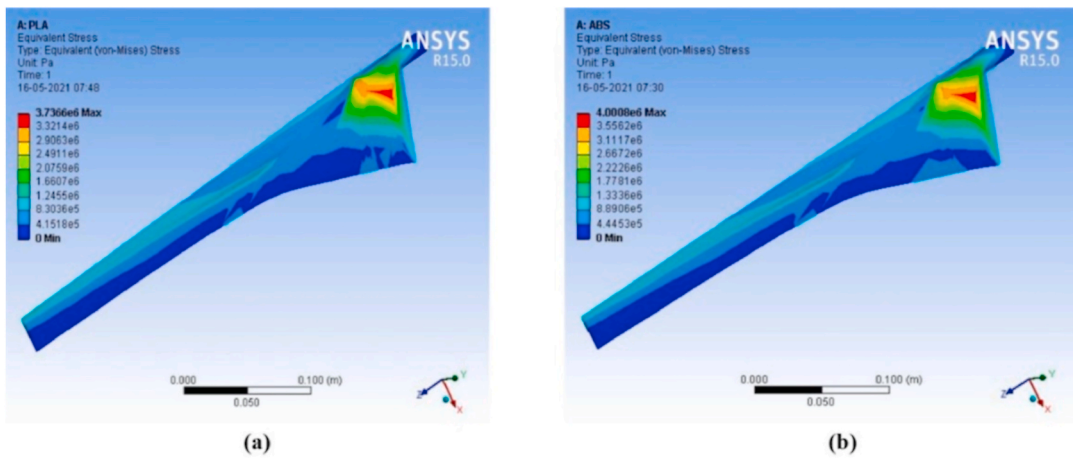 A: PLA
Equivalent Stress
Type: Equivalent (von-Mises) Stress
Unit: Pa
Time: 1
16-05-2021 07:48
3.7366e6 Max
3.3214e6
2.9063e6
2.4911e6
2.0759e6
1.6607e6
1.2455e6
8.3036e5
4.1518e5
0 Min
ANSYS
R15.0
0.000
0.100 (m)
0.050
Y
Z
X
(a)
A: ABS
Equivalent Stress
Type: Equivalent (von-Mises) Stress
Unit: Pa
Time: 1
16-05-2021 07:30
4.0008e6 Max
3.5562e6
3.1117e6
2.6672e6
2.2226e6
1.7781e6
1.3336e6
8.8906e5
4.4453e5
0 Min
ANSYS
R15.0
0.000
0.100 (m)
0.050
Y
Z
X
(b)